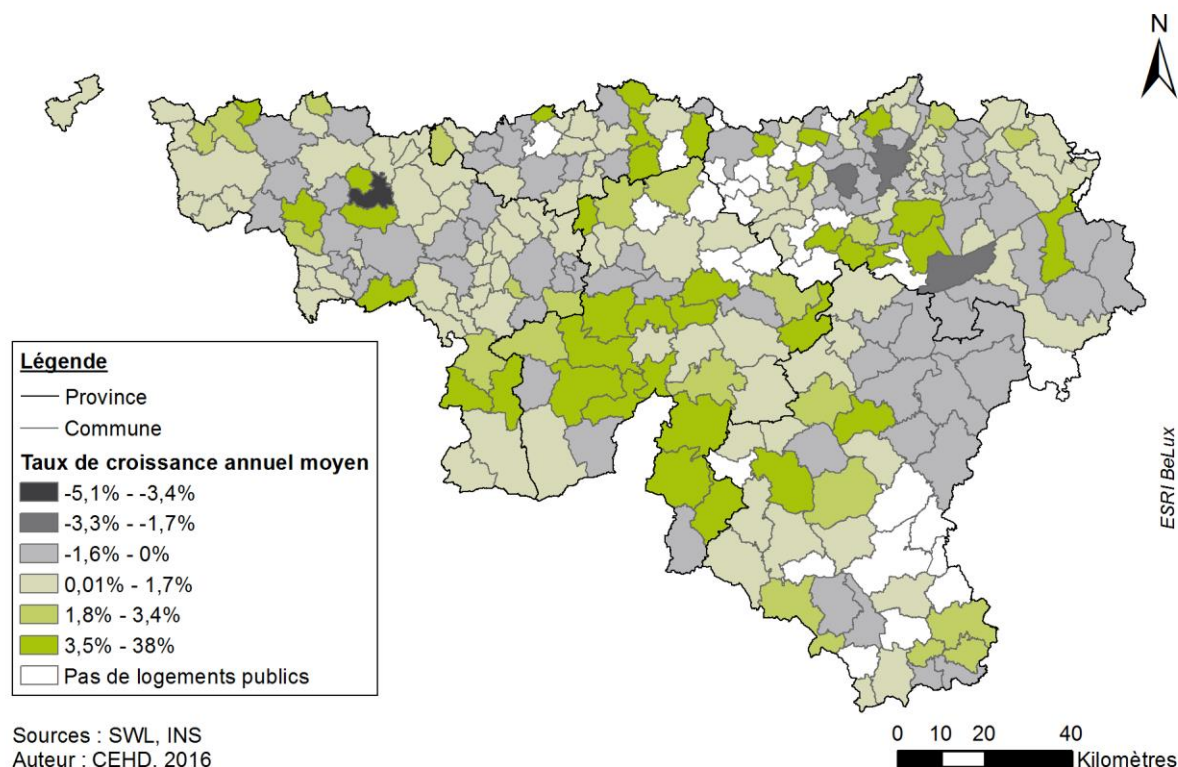 N
Légende
Province
Commune
Taux de croissance annuel moyen
-5,1% - -3,4%
-3,3% - -1,7%
-1,6% - 0%
0,01% - 1,7%
1,8% - 3,4%
3,5% - 38%
Pas de logements publics
ESRI BeLux
Sources : SWL, INS
Auteur : CEHD, 2016
0 10 20 40
Kilomètres